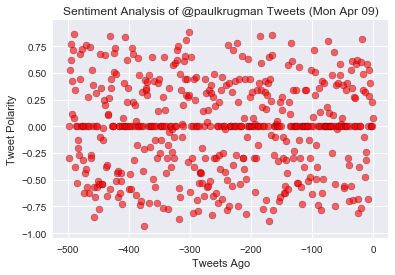 Sentiment Analysis of @paulkrugman Tweets (Mon Apr 09)
Tweet Polarity
0.75
0.50
0.25
0.00
−0.25
−0.50
−0.75
−1.00
−500 −400 −300 −200 −100 0
Tweets Ago